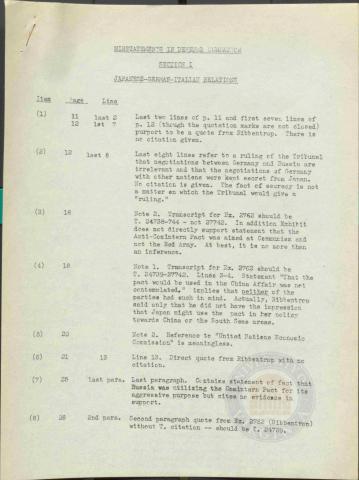 MISSTATEMENTS IN DEFENSE SUMMATION
SECTION I
JAPANESE-GERMAN-ITALIAN RELATIONS
Item Page Line
(1) 11 last 2 Last two lines of p. 11 and first seven lines of
12 1st 7 p. 12 (though the quotation marks are not closed)
purport to be a quote from Ribbentrop. There is
no citation given.
(2) 12 last 8 Last eight lines refer to a ruling of the Tribunal
that negotiations between Germany and Russia are
irrelevant and that the negotiations of Germany
with other nations were kept secret from Japan.
No citation is given. The fact of secrecy is not
a matter on which the Tribunal would give a
"ruling."
(3) 16 Note 2. Transcript for Ex. 2762 should be
T. 24738-744 - not 27742. In addition Exhibit
does not directly support statement that the
Anti-Comintern Pact was aimed at Communism and
not the Red Army. At best, it is no more than
an inference.
(4) 18 Note 1. Transcript for Ex. 2762 should be
T. 24739-27742. Lines 3-4. Statement "That the
pact would be used in the China Affair was not
contemplated," implies that neither of the
parties had such in mind. Actually, Ribbentrop
said only that he did not have the impression
that Japan might use the pact in her policy
towards China or the South Seas areas.
(5) 20 Note 2. Reference to "United Nations Economic
Commission" is meaningless.
(6) 21 13 Line 13. Direct quote from Ribbentrop with no
citation.
(7) 25 last para. Last paragraph. Contains statement of fact that
Russia was utilizing the Comintern Pact for its
aggressive purpose but cites no evidence in
support.
(8) 26 2nd para. Second paragraph quote from Ex. 2762 (Ribbentrop)
without T. citation -- should be T. 24739.